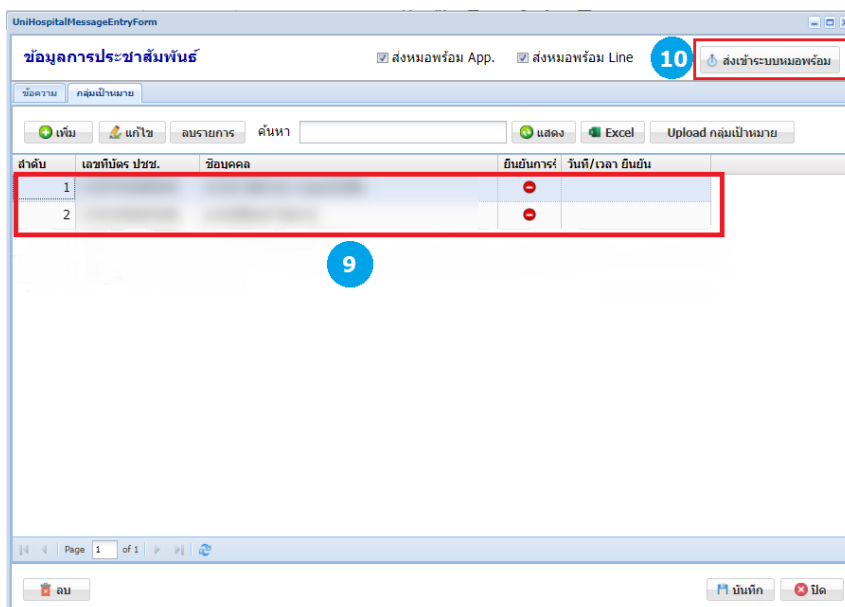 UniHospitalMessageEntryForm
ข้อมูลการประชาสัมพันธ์ ส่งหมอพร้อม App. ส่งหมอพร้อม Line 10 ส่งเข้าระบบหมอพร้อม
ข้อความ กลุ่มเป้าหมาย
เพิ่ม แก้ไข ลบรายการ ค้นหา แสดง Excel Upload กลุ่มเป้าหมาย
ลำดับ เลขที่บัตร ปชช. ชื่อบุคคล ยืนยันการ วันที่/เวลา ยืนยัน
1
2
9
Page 1 of 1
ลบ บันทึก ปิด